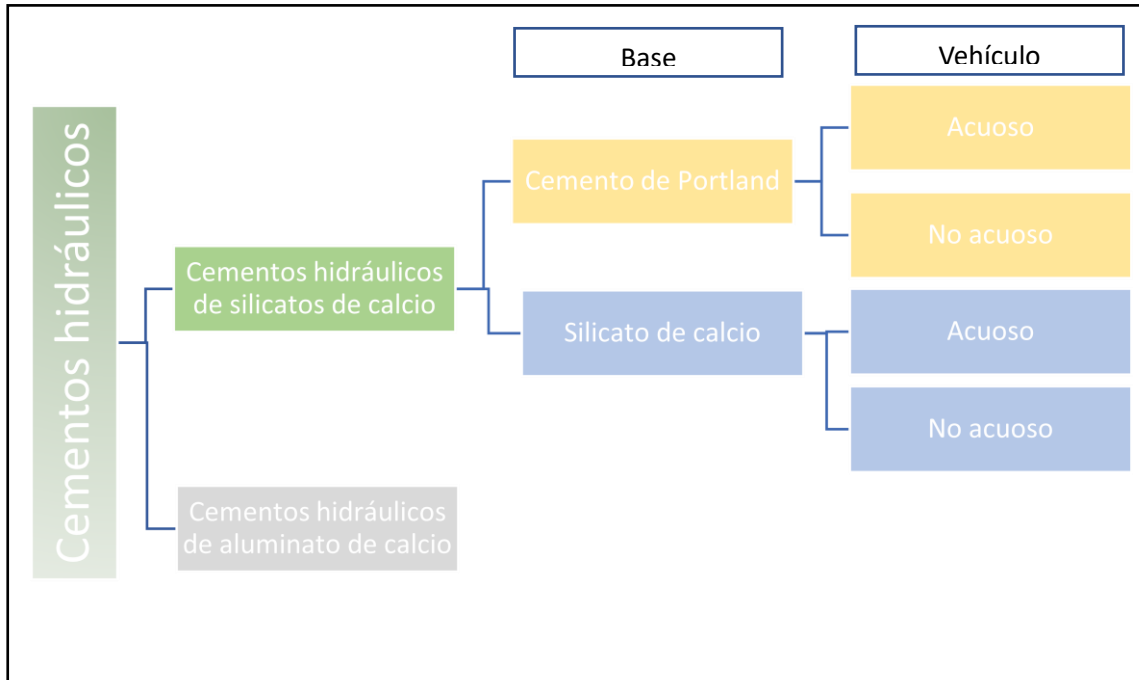 Base
Vehículo
Cementos hidráulicos
Cementos hidráulicos
de silicatos de calcio
Cementos hidráulicos
de aluminato de calcio
Cemento de Portland
Silicato de calcio
Acuoso
No acuoso
Acuoso
No acuoso